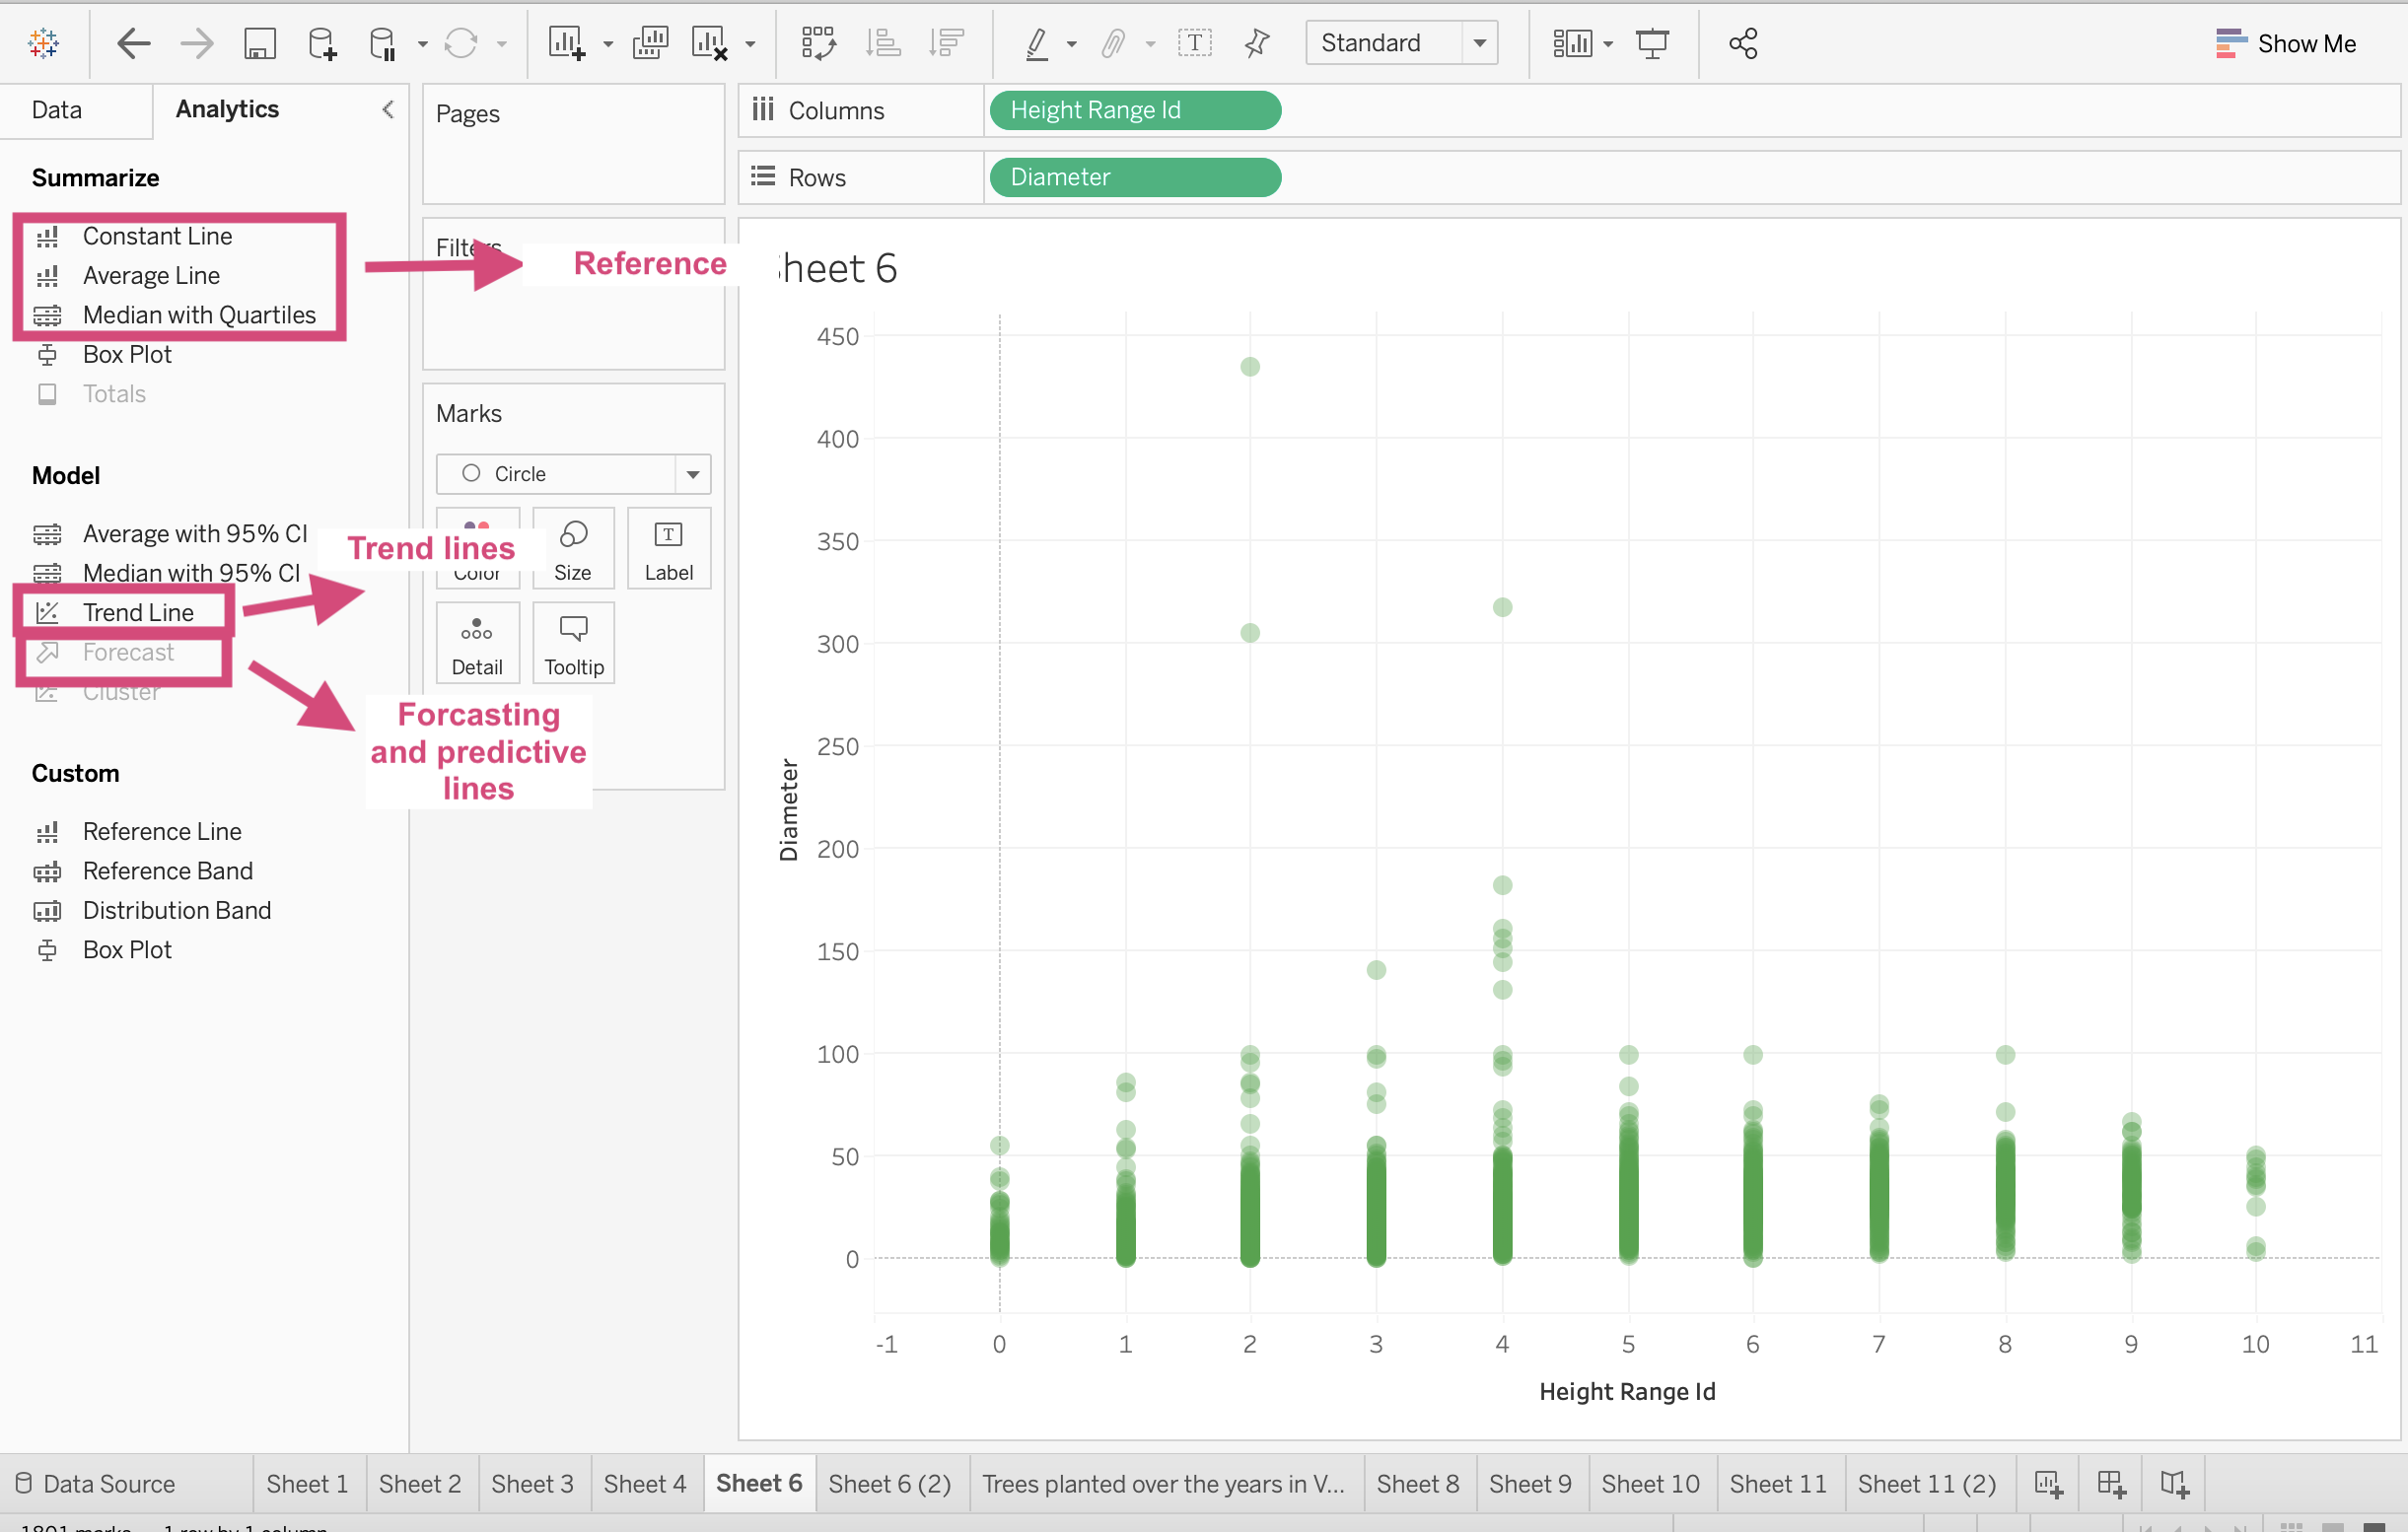 Standard
Show Me
Data
Analytics
Pages
Columns
Height Range Id
Rows
Diameter
Summarize
Constant Line
Average Line
Median with Quartiles
Box Plot
Totals
Filters
Reference
heet 6
Marks
Circle
Color
Size
Label
Detail
Tooltip
Model
Average with 95% CI
Median with 95% CI
Trend Line
Forecast
Cluster
Trend lines
Forcasting
and predictive
lines
Custom
Reference Line
Reference Band
Distribution Band
Box Plot
450
400
350
300
250
200
150
100
50
0
Diameter
-1 0 1 2 3 4 5 6 7 8 9 10 11
Height Range Id
Data Source
Sheet 1
Sheet 2
Sheet 3
Sheet 4
Sheet 6
Sheet 6 (2)
Trees planted over the years in V...
Sheet 8
Sheet 9
Sheet 10
Sheet 11
Sheet 11 (2)
1801 marks 1 row by 1 column